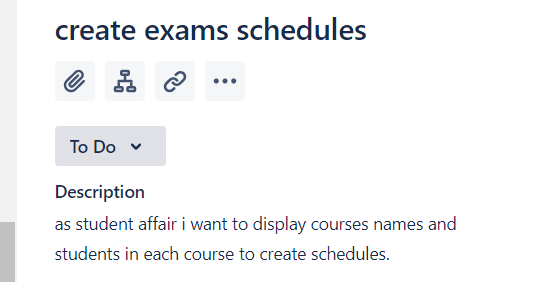 create exams schedules
To Do
Description
as student affair i want to display courses names and
students in each course to create schedules.